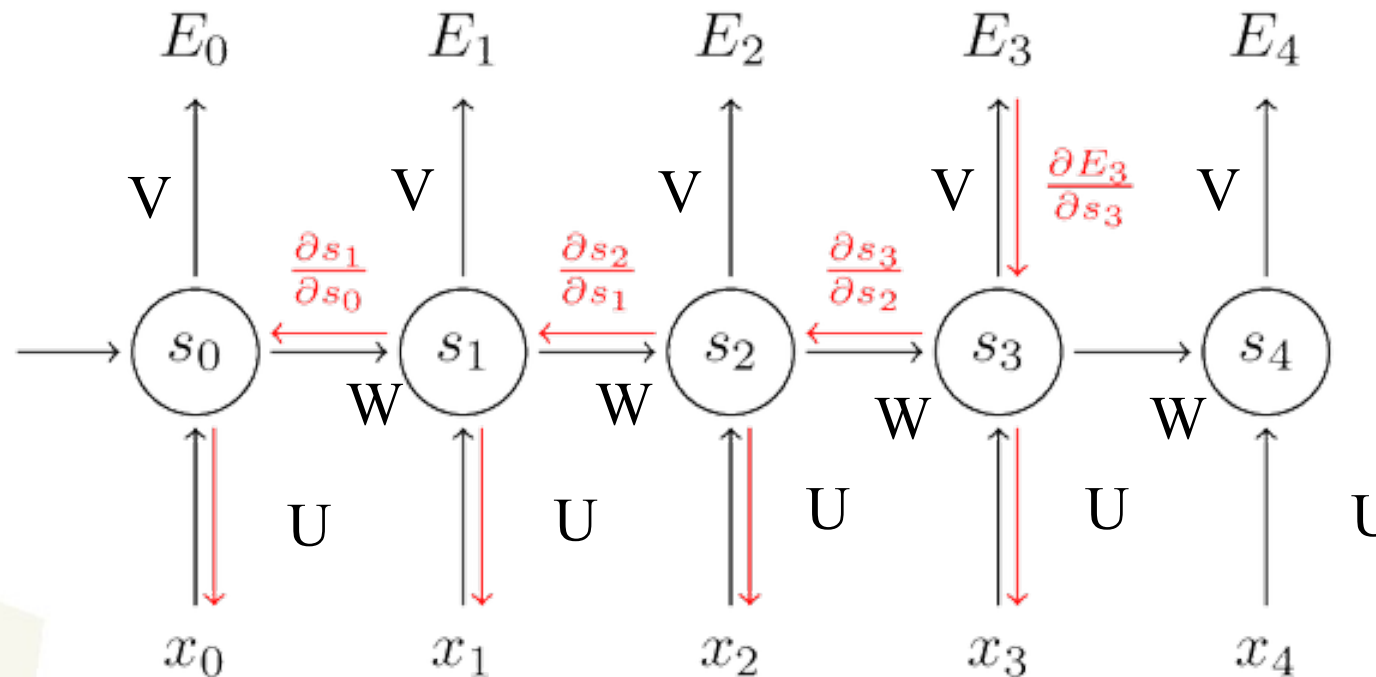 E₀ E₁ E₂ E₃ E₄
V V V V ∂E₃/∂s₃ V
∂s₁/∂s₀ ∂s₂/∂s₁ ∂s₃/∂s₂
s₀ s₁ s₂ s₃ s₄
W W W W
U U U U U
x₀ x₁ x₂ x₃ x₄